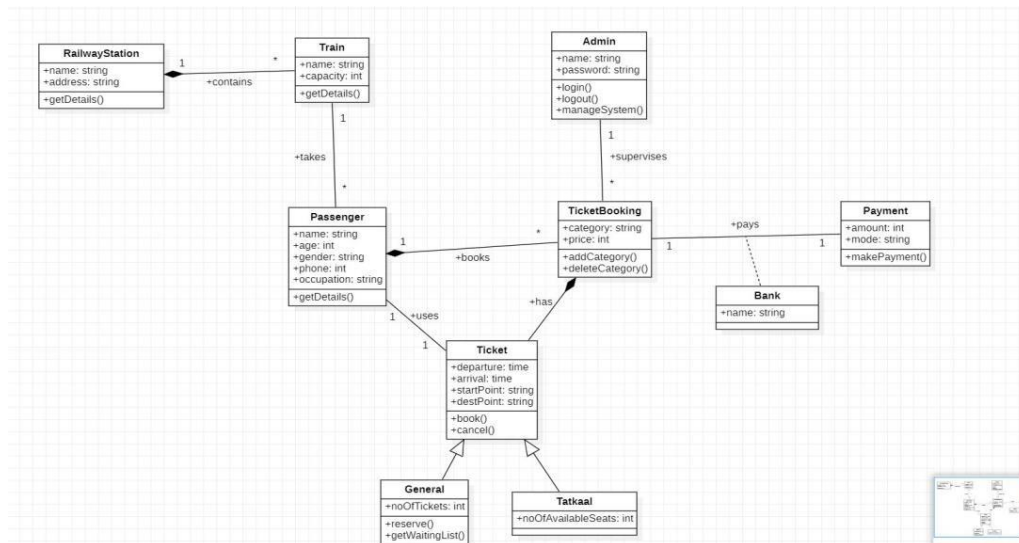 RailwayStation
+name: string
+address: string
+getDetails()
1
*
+contains
Train
+name: string
+capacity: int
+getDetails()
1
+takes
*
Admin
+name: string
+password: string
+login()
+logout()
+manageSystem()
1
+supervises
*
Passenger
+name: string
+age: int
+gender: string
+phone: int
+occupation: string
+getDetails()
1
*
+books
TicketBooking
+category: string
+price: int
+addCategory()
+deleteCategory()
+pays
1
1
Payment
+amount: int
+mode: string
+makePayment()
Bank
+name: string
+has
1
+uses
1
Ticket
+departure: time
+arrival: time
+startPoint: string
+destPoint: string
+book()
+cancel()
General
+noOfTickets: int
+reserve()
+getWaitingList()
Tatkaal
+noOfAvailableSeats: int